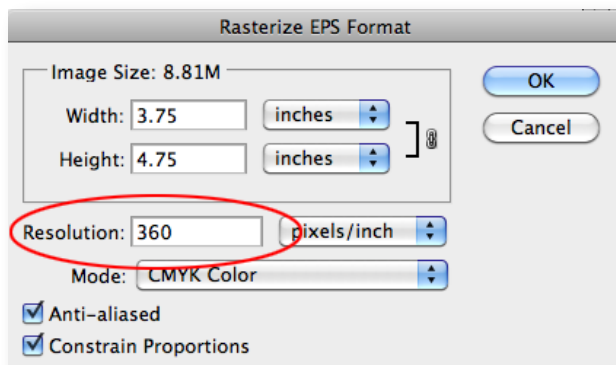 Rasterize EPS Format
Image Size: 8.81M
OK
Width: 3.75 inches
Cancel
Height: 4.75 inches
Resolution: 360 pixels/inch
Mode: CMYK Color
Anti-aliased
Constrain Proportions